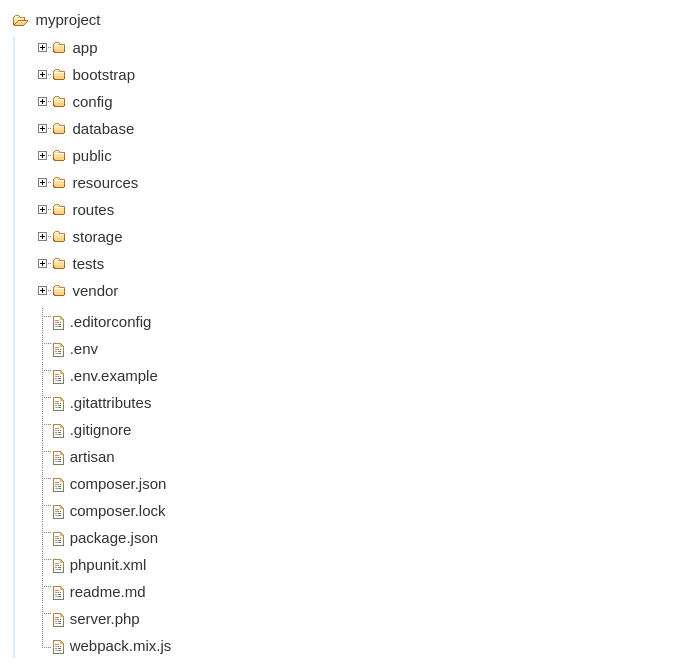 myproject
app
bootstrap
config
database
public
resources
routes
storage
tests
vendor
.editorconfig
.env
.env.example
.gitattributes
.gitignore
artisan
composer.json
composer.lock
package.json
phpunit.xml
readme.md
server.php
webpack.mix.js